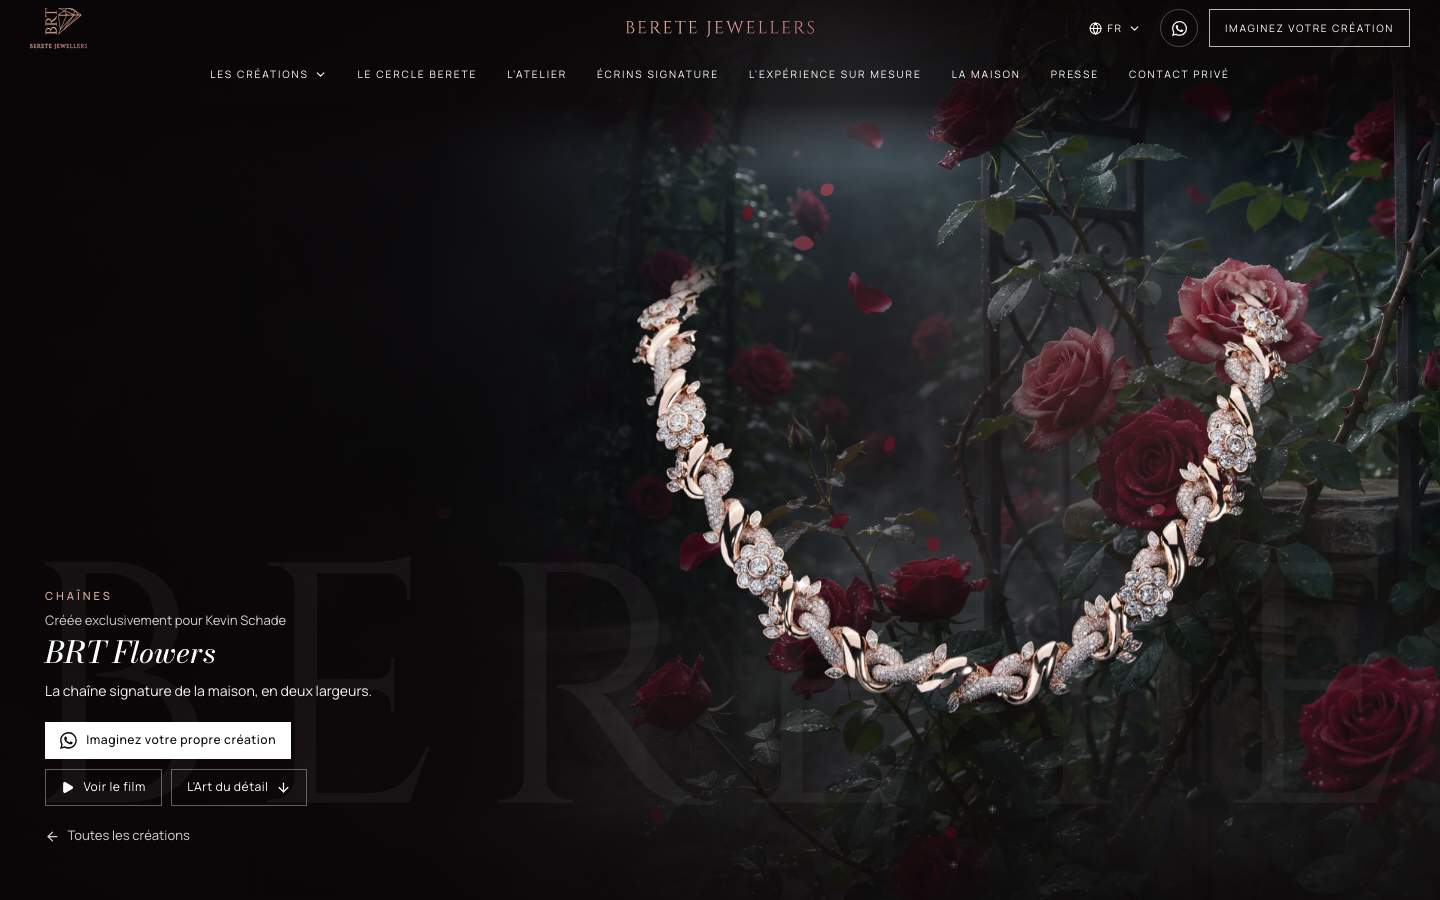 BRT
BERETE JEWELLERS
BERETE JEWELLERS
FR
IMAGINEZ VOTRE CRÉATION
LES CRÉATIONS
LE CERCLE BERETE
L'ATELIER
ÉCRINS SIGNATURE
L'EXPÉRIENCE SUR MESURE
LA MAISON
PRESSE
CONTACT PRIVÉ
BERETE
CHAÎNES
Créée exclusivement pour Kevin Schade
BRT Flowers
La chaîne signature de la maison, en deux largeurs.
Imaginez votre propre création
Voir le film
L'Art du détail
Toutes les créations